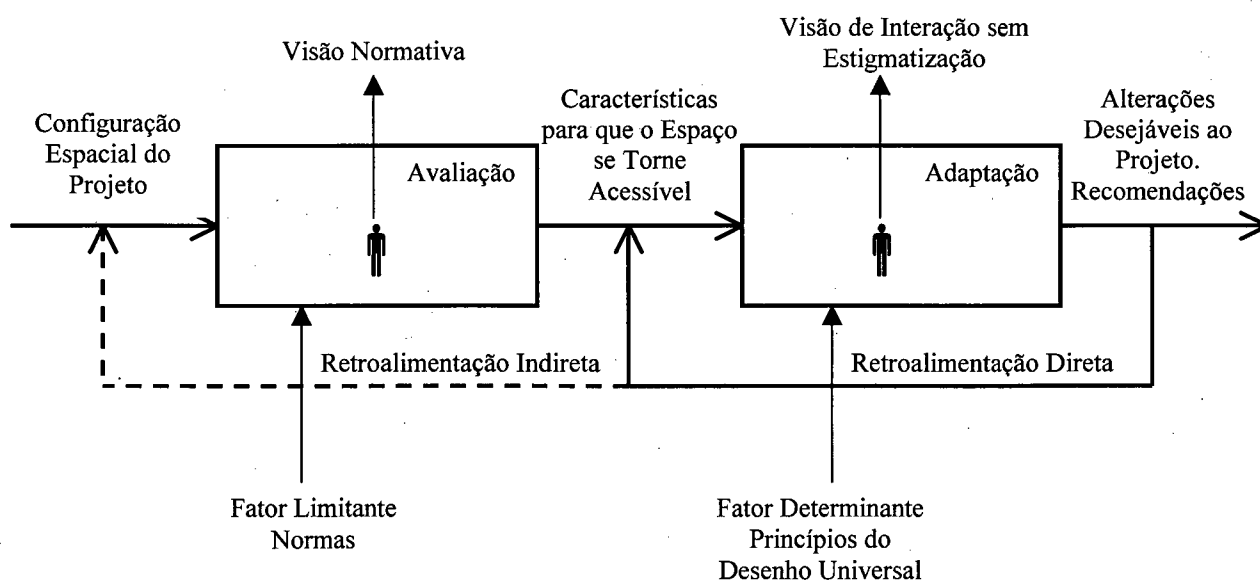 Visão Normativa
Visão de Interação sem
Estigmatização
Configuração
Espacial do
Projeto
Características
para que o Espaço
se Torne
Acessível
Alterações
Desejáveis ao
Projeto.
Recomendações
Avaliação
Adaptação
Retroalimentação Indireta
Retroalimentação Direta
Fator Limitante
Normas
Fator Determinante
Princípios do
Desenho Universal